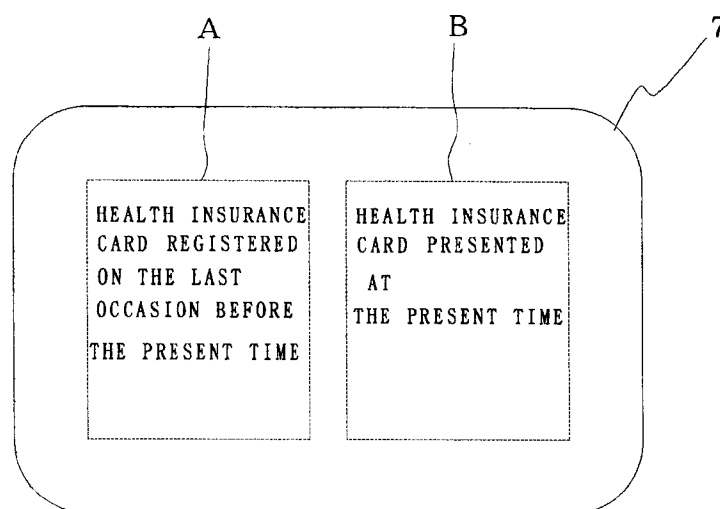 A
B
7
HEALTH INSURANCE
CARD REGISTERED
ON THE LAST
OCCASION BEFORE
THE PRESENT TIME
HEALTH INSURANCE
CARD PRESENTED
AT
THE PRESENT TIME